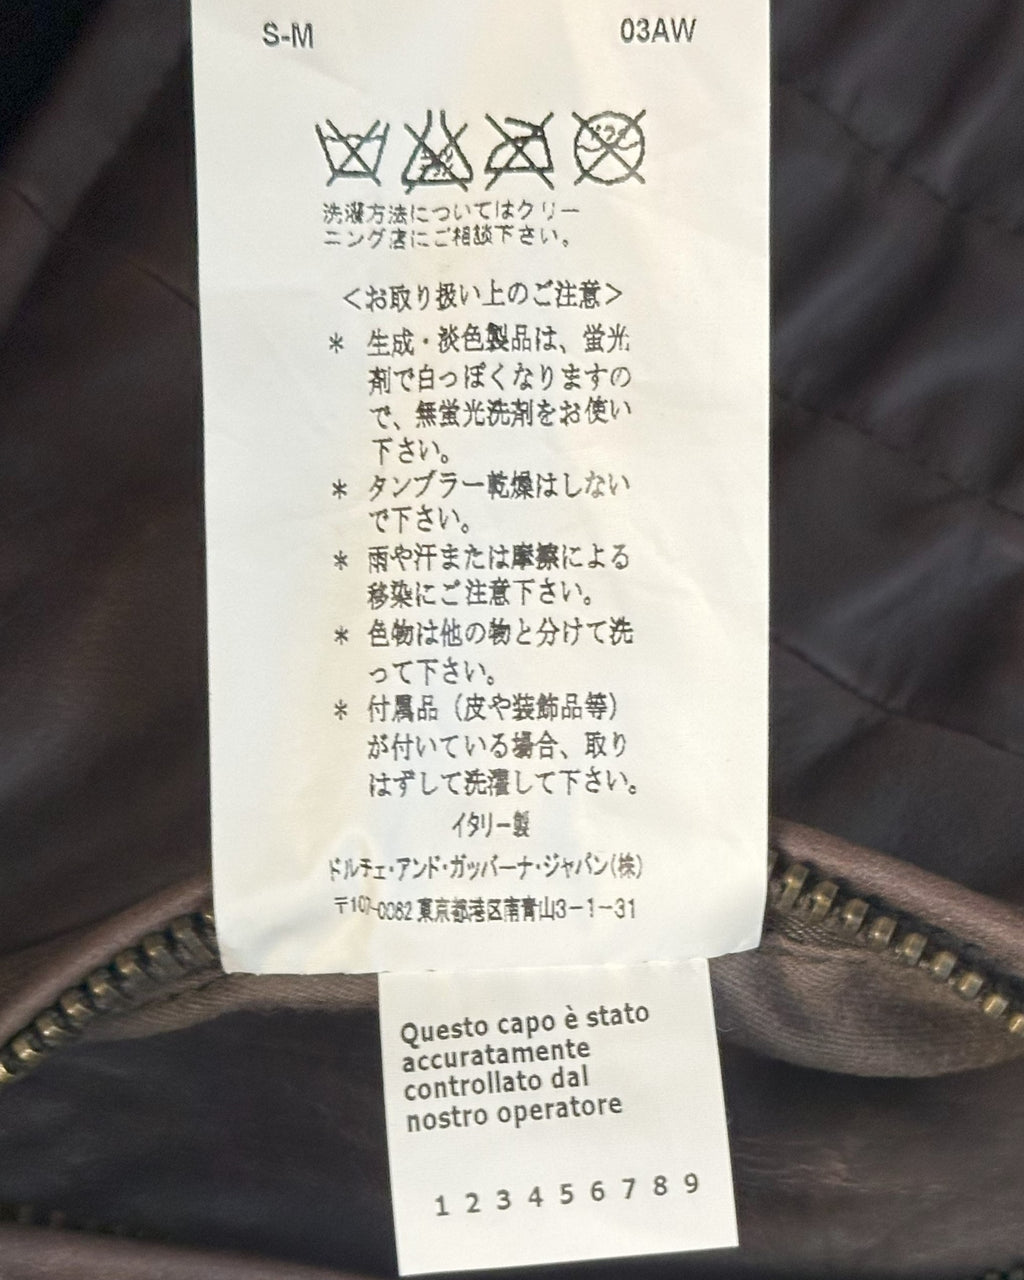 S-M 03AW
洗濯方法についてはクリー
ニング店にご相談下さい。
＜お取り扱い上のご注意＞
＊ 生成・淡色製品は、蛍光
剤で白っぽくなりますの
で、無蛍光洗剤をお使い
下さい。
＊ タンブラー乾燥はしない
で下さい。
＊ 雨や汗または摩擦による
移染にご注意下さい。
＊ 色物は他の物と分けて洗
って下さい。
＊ 付属品（皮や装飾品等）
が付いている場合、取り
はずして洗濯して下さい。
イタリー製
ドルチェ・アンド・ガッバーナ・ジャパン(株)
〒107-0062 東京都港区南青山3-1-31
Questo capo è stato
accuratamente
controllato dal
nostro operatore
1 2 3 4 5 6 7 8 9